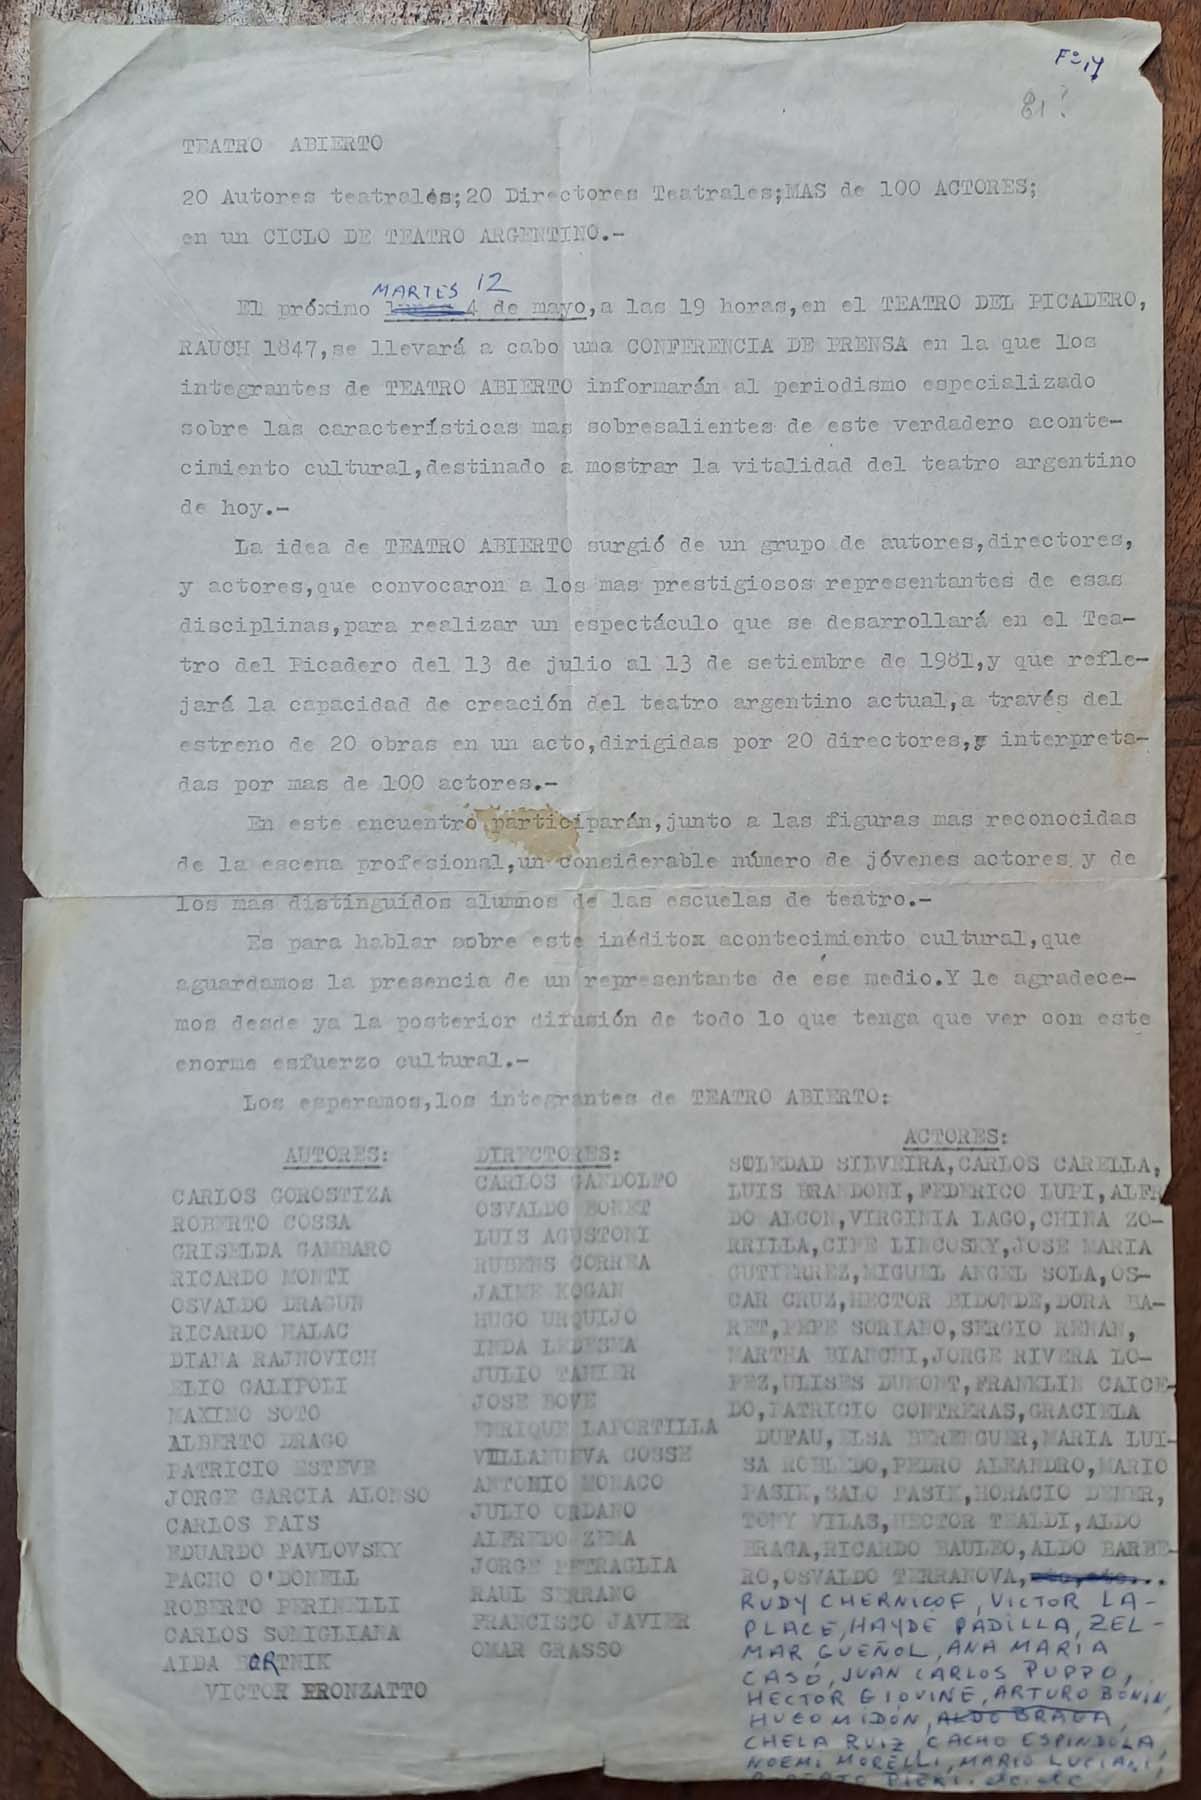 Fº 17
81?
TEATRO ABIERTO
20 Autores teatrales;20 Directores Teatrales;MAS de 100 ACTORES;
en un CICLO DE TEATRO ARGENTINO.-
MARTES 12
El próximo lunes 4 de mayo,a las 19 horas,en el TEATRO DEL PICADERO,
RAUCH 1847,se llevará a cabo una CONFERENCIA DE PRENSA en la que los
integrantes de TEATRO ABIERTO informarán al periodismo especializado
sobre las características mas sobresalientes de este verdadero aconte-
cimiento cultural,destinado a mostrar la vitalidad del teatro argentino
de hoy.-
La idea de TEATRO ABIERTO surgió de un grupo de autores,directores,
y actores,que convocaron a los mas prestigiosos representantes de esas
disciplinas,para realizar un espectáculo que se desarrollará en el Tea-
tro del Picadero del 13 de julio al 13 de setiembre de 1981,y que refle-
jará la capacidad de creación del teatro argentino actual,a través del
estreno de 20 obras en un acto,dirigidas por 20 directores,y interpreta-
das por mas de 100 actores.-
En este encuentro participarán,junto a las figuras mas reconocidas
de la escena profesional,un considerable número de jóvenes actores y de
los más distinguidos alumnos de las escuelas de teatro.-
Es para hablar sobre este inéditox acontecimiento cultural,que
aguardamos la presencia de un representante de ése medio.Y le agradece-
mos desde ya la posterior difusión de todo lo que tenga que ver con este
enorme esfuerzo cultural.-
Los esperamos,los integrantes de TEATRO ABIERTO:
AUTORES:
CARLOS GOROSTIZA
ROBERTO COSSA
GRISELDA GAMBARO
RICARDO MONTI
OSVALDO DRAGUN
RICARDO HALAC
DIANA RAJNOVICH
ELIO GALIPOLI
MAXIMO SOTO
ALBERTO DRAGO
PATRICIO ESTEVE
JORGE GARCIA ALONSO
CARLOS PAIS
EDUARDO PAVLOVSKY
PACHO O'DONELL
ROBERTO PERINELLI
CARLOS SOMIGLIANA
AIDA BORTNIK
VICTOR PRONZATTO
DIRECTORES:
CARLOS GANDOLFO
OSVALDO BONET
LUIS AGUSTONI
RUBENS CORREA
JAIME KOGAN
HUGO URQUIJO
INDA LEDESMA
JULIO TAHIER
JOSE BOVE
ENRIQUE LAPORTILLA
VILLANUEVA COSSE
ANTONIO MONACO
JULIO ORDANO
ALFREDO ZEMA
JORGE PETRAGLIA
RAUL SERRANO
FRANCISCO JAVIER
OMAR GRASSO
ACTORES:
SOLEDAD SILVEIRA,CARLOS CARELLA,
LUIS BRANDONI,FEDERICO LUPI,ALFR
DO ALCON,VIRGINIA LAGO,CHINA ZO-
RRILLA,CIPE LINCOSKY,JOSE MARIA
GUTIERREZ,MIGUEL ANGEL SOLA,OS-
CAR CRUZ,HECTOR BIDONDE,DORA BA-
RET,PEPE SORIANO,SERGIO RENAN,
MARTHA BIANCHI,JORGE RIVERA LO-
PEZ,ULISES DUMONT,FRANKLIN CAICE-
DO,PATRICIO CONTRERAS,GRACIELA
DUFAU,ELSA BERENGUER,MARIA LUI-
SA ROBLEDO,PEDRO ALEANDRO,MARIO
PASIK,SALO PASIK,HORACIO DENER,
TONY VILAS,HECTOR TEALDI,ALDO
BRAGA,RICARDO BAULEO,ALDO BARBE-
RO,OSVALDO TERRANOVA,etc,etc...
RUDY CHERNICOF, VICTOR LA-
PLACE, HAYDE PADILLA, ZEL-
MAR GUEÑOL, ANA MARIA
CASÓ, JUAN CARLOS PUPPO,
HECTOR GIOVINE, ARTURO BONIN,
HUGO MIDÓN, ALDO BRAGA,
CHELA RUIZ, CACHO ESPINDOLA,
NOEMI MORELLI, MARIO LUCIANI,
ROBERTO PIERI. etc. etc